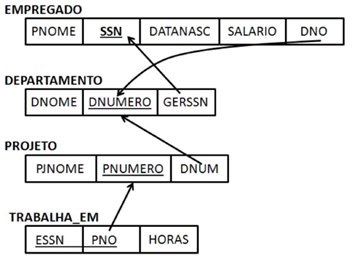 EMPREGADO
PNOME SSN DATANASC SALARIO DNO
DEPARTAMENTO
DNOME DNUMERO GERSSN
PROJETO
PJNOME PNUMERO DNUM
TRABALHA_EM
ESSN PNO HORAS